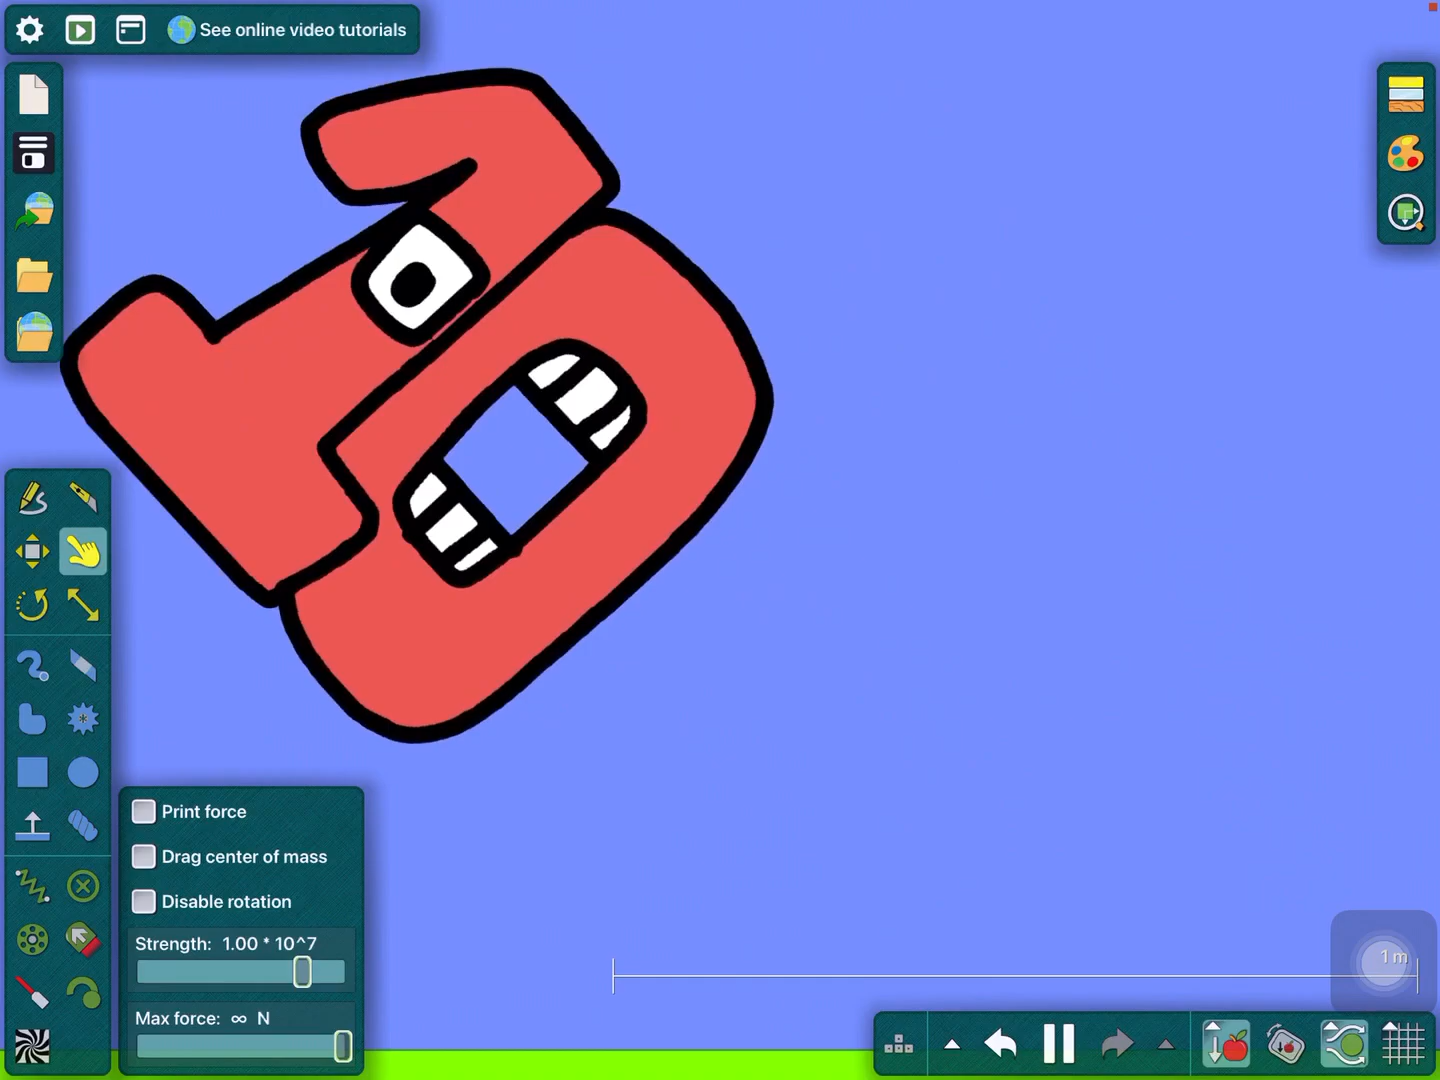 See online video tutorials
Print force
Drag center of mass
Disable rotation
Strength: 1.00 * 10^7
Max force: ∞ N
1 m